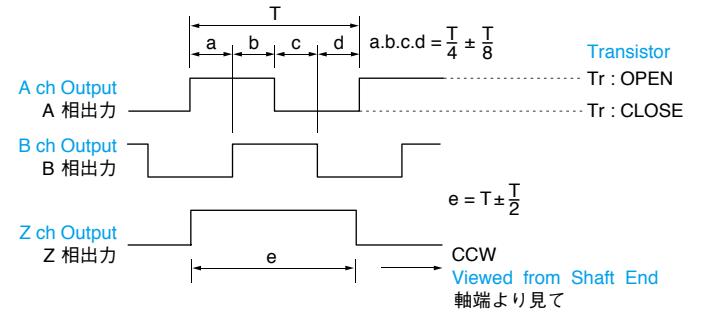 T
a b c d a.b.c.d = T/4 ± T/8
Transistor
Tr : OPEN
A ch Output
A 相出力
Tr : CLOSE
B ch Output
B 相出力
e = T ± T/2
Z ch Output
Z 相出力
e
CCW
Viewed from Shaft End
軸端より見て